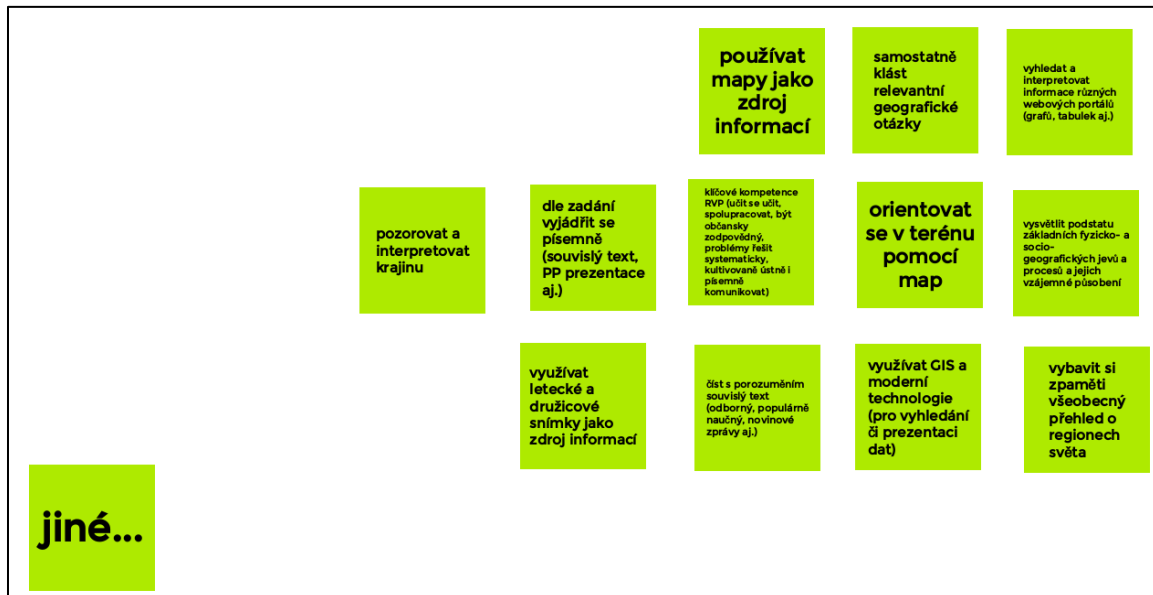 používat
mapy jako
zdroj
informací
samostatně
klást
relevantní
geografické
otázky
vyhledat a
interpretovat
informace různých
webových portálů
(grafů, tabulek aj.)
pozorovat a
interpretovat
krajinu
dle zadání
vyjádřit se
písemně
(souvislý text,
PP prezentace
aj.)
klíčové kompetence
RVP (učit se učit,
spolupracovat, být
občansky
zodpovědný,
problémy řešit
systematicky,
kultivovaně ústně i
písemně
komunikovat)
orientovat
se v terénu
pomocí
map
vysvětlit podstatu
základních fyzicko- a
socio-
geografických jevů a
procesů a jejich
vzájemné působení
využívat
letecké a
družicové
snímky jako
zdroj informací
číst s porozuměním
souvislý text
(odborný, populárně
naučný, novinové
zprávy aj.)
využívat GIS a
moderní
technologie
(pro vyhledání
či prezentaci
dat)
vybavit si
zpaměti
všeobecný
přehled o
regionech
světa
jiné...